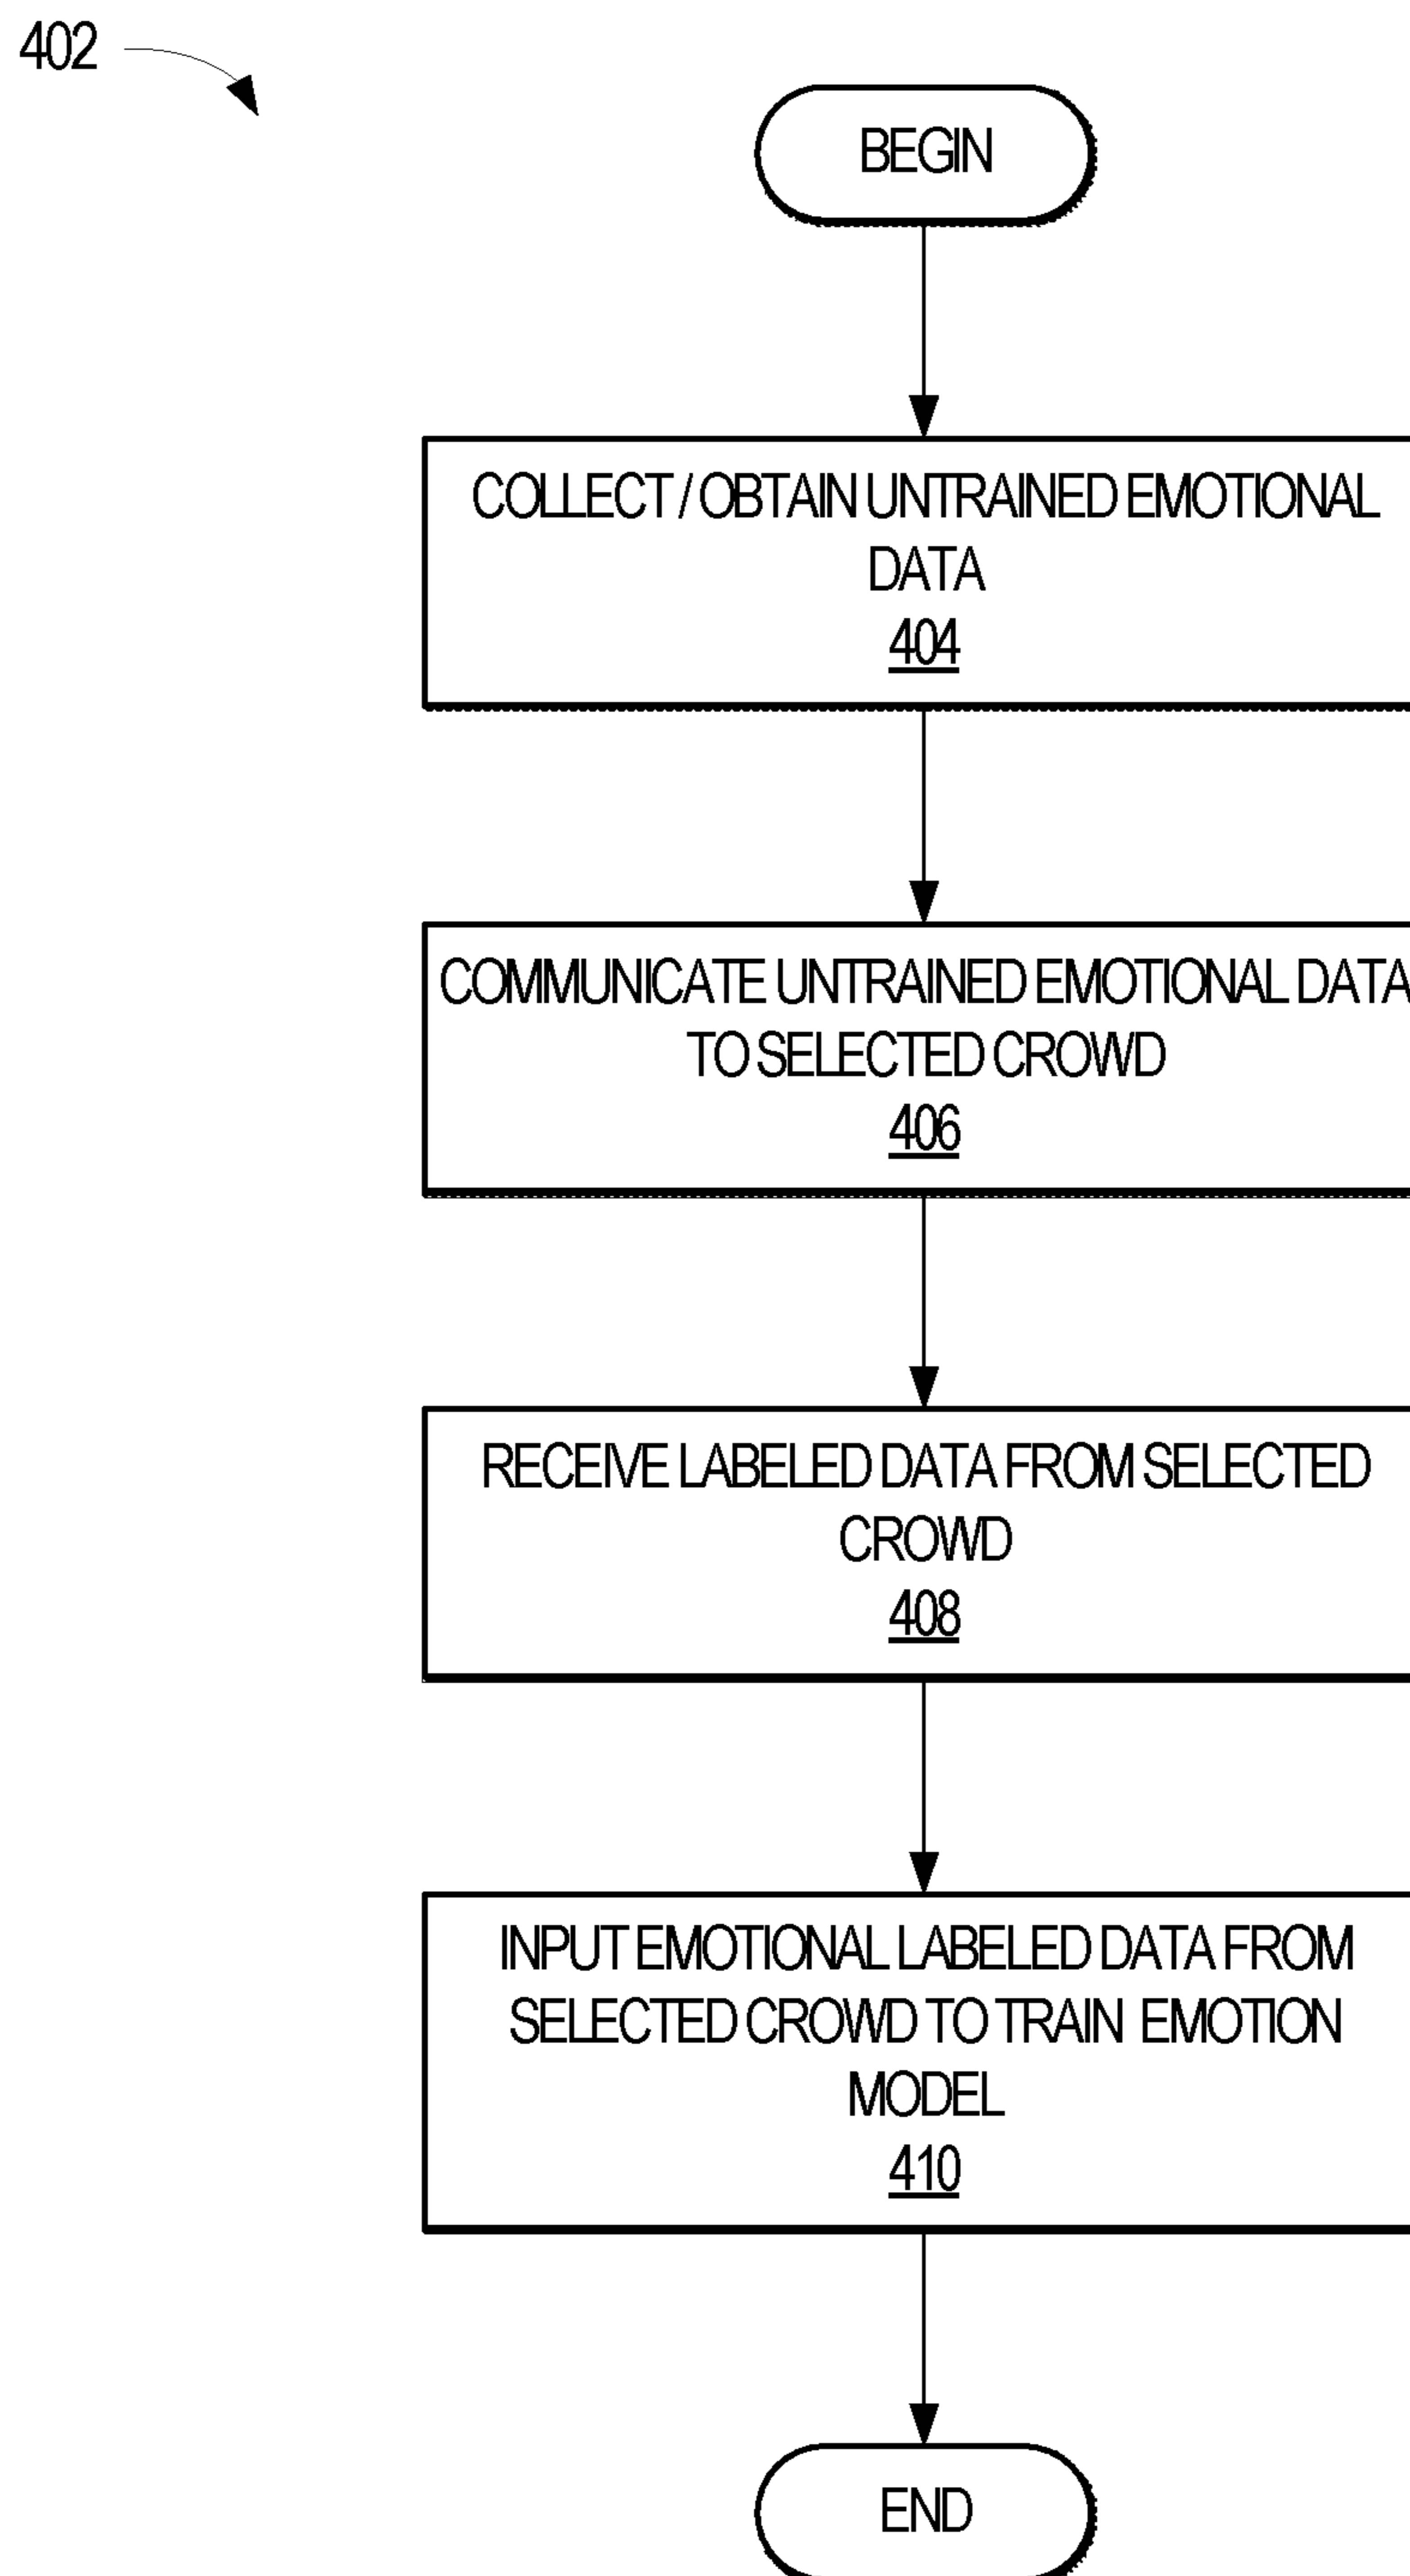 402
BEGIN
COLLECT / OBTAIN UNTRAINED EMOTIONAL
DATA
404
COMMUNICATE UNTRAINED EMOTIONAL DATA
TO SELECTED CROWD
406
RECEIVE LABELED DATA FROM SELECTED
CROWD
408
INPUT EMOTIONAL LABELED DATA FROM
SELECTED CROWD TO TRAIN EMOTION
MODEL
410
END